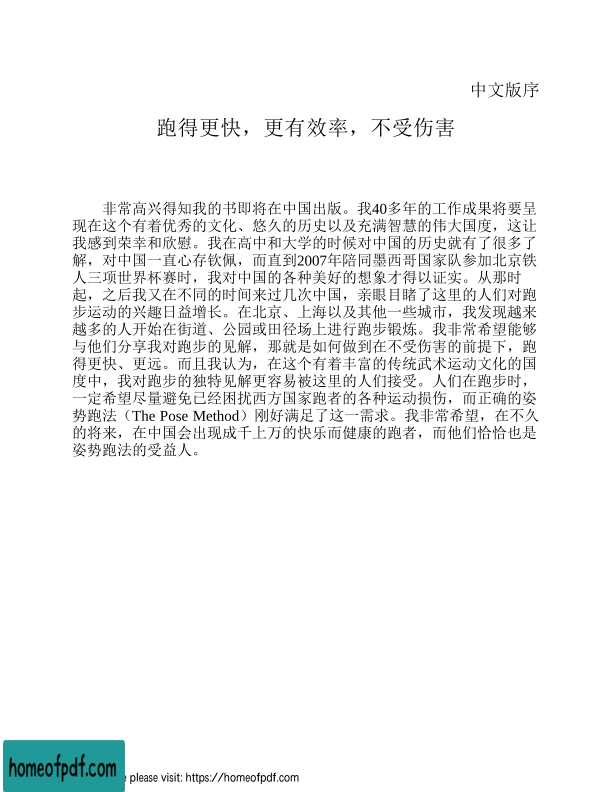 中文版序
跑得更快，更有效率，不受伤害
非常高兴得知我的书即将在中国出版。我40多年的工作成果将要呈
现在这个有着优秀的文化、悠久的历史以及充满智慧的伟大国度，这让
我感到荣幸和欣慰。我在高中和大学的时候对中国的历史就有了很多了
解，对中国一直心存钦佩，而直到2007年陪同墨西哥国家队参加北京铁
人三项世界杯赛时，我对中国的各种美好的想象才得以证实。从那时
起，之后我又在不同的时间来过几次中国，亲眼目睹了这里的人们对跑
步运动的兴趣日益增长。在北京、上海以及其他一些城市，我发现越来
越多的人开始在街道、公园或田径场上进行跑步锻炼。我非常希望能够
与他们分享我对跑步的见解，那就是如何做到在不受伤害的前提下，跑
得更快、更远。而且我认为，在这个有着丰富的传统武术运动文化的国
度中，我对跑步的独特见解更容易被这里的人们接受。人们在跑步时，
一定希望尽量避免已经困扰西方国家跑者的各种运动损伤，而正确的姿
势跑法（The Pose Method）刚好满足了这一需求。我非常希望，在不久
的将来，在中国会出现成千上万的快乐而健康的跑者，而他们恰恰也是
姿势跑法的受益人。
homeofpdf.com
please visit: https://homeofpdf.com